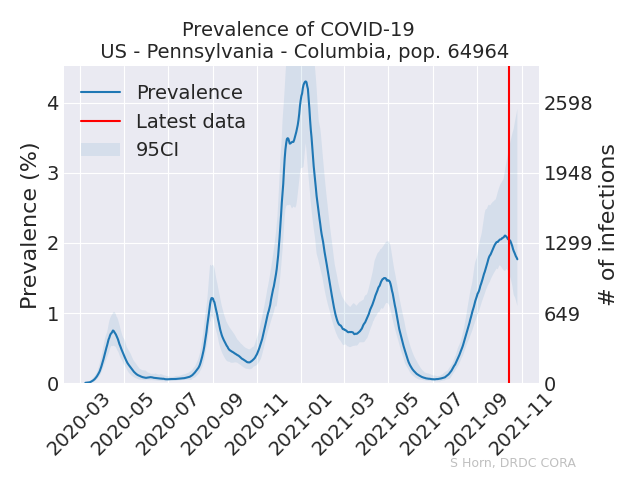 Prevalence of COVID-19
US - Pennsylvania - Columbia, pop. 64964
Prevalence
Latest data
95CI
Prevalence (%)
4
3
2
1
0
2598
1948
1299
649
0
# of infections
2020-03
2020-05
2020-07
2020-09
2020-11
2021-01
2021-03
2021-05
2021-07
2021-09
2021-11
S Horn, DRDC CORA